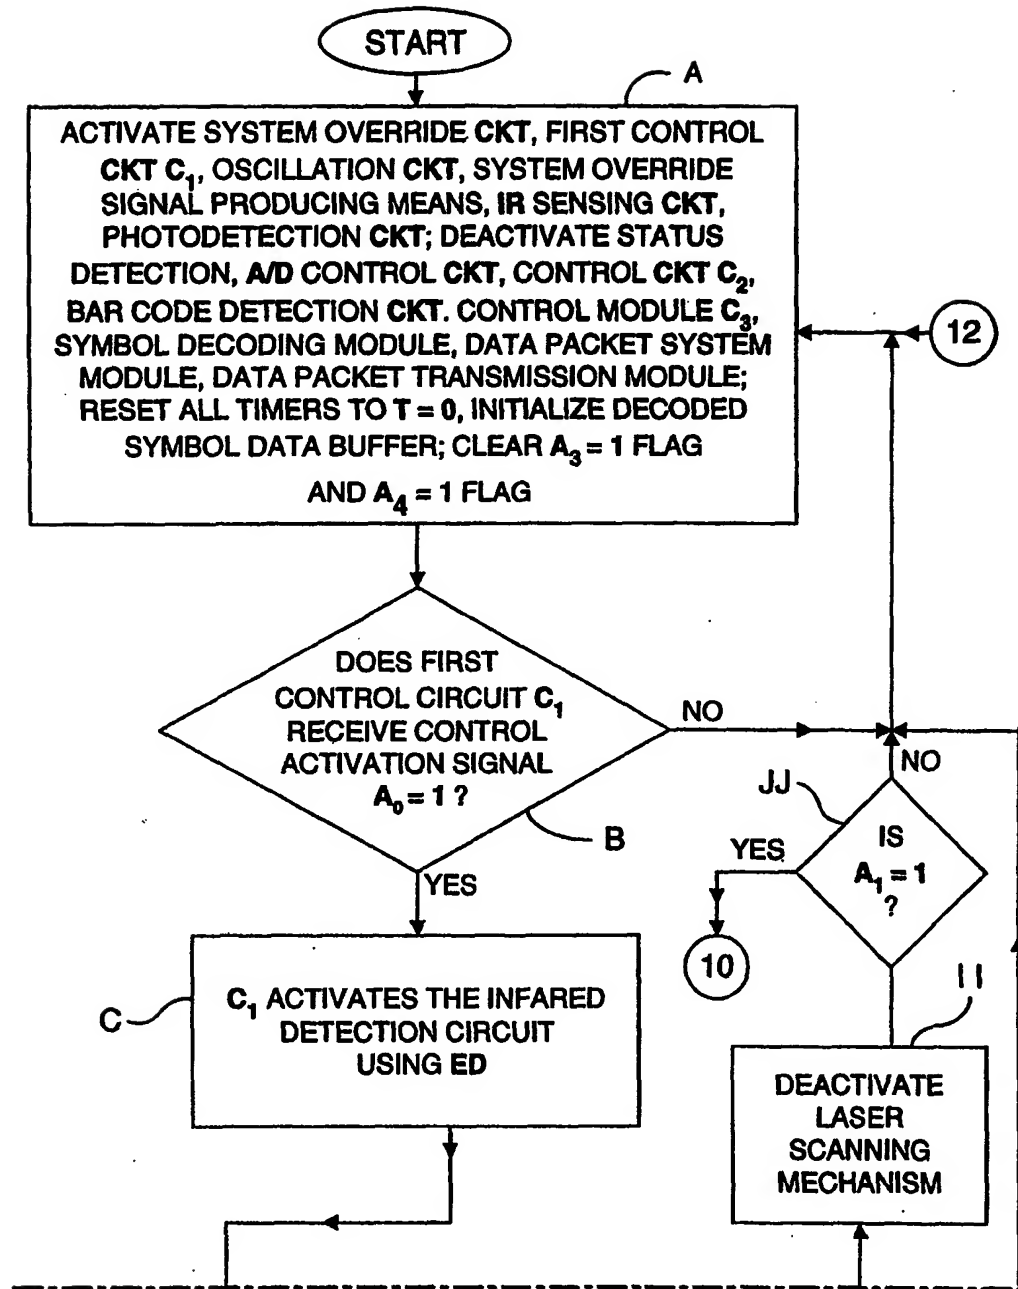 START
A
ACTIVATE SYSTEM OVERRIDE CKT, FIRST CONTROL
CKT C1, OSCILLATION CKT, SYSTEM OVERRIDE
SIGNAL PRODUCING MEANS, IR SENSING CKT,
PHOTODETECTION CKT; DEACTIVATE STATUS
DETECTION, A/D CONTROL CKT, CONTROL CKT C2,
BAR CODE DETECTION CKT. CONTROL MODULE C3,
SYMBOL DECODING MODULE, DATA PACKET SYSTEM
MODULE, DATA PACKET TRANSMISSION MODULE;
RESET ALL TIMERS TO T = 0, INITIALIZE DECODED
SYMBOL DATA BUFFER; CLEAR A3 = 1 FLAG
AND A4 = 1 FLAG
12
DOES FIRST
CONTROL CIRCUIT C1
RECEIVE CONTROL
ACTIVATION SIGNAL
A0 = 1 ?
NO
B
YES
NO
JJ
IS
A1 = 1
?
YES
10
C
C1 ACTIVATES THE INFARED
DETECTION CIRCUIT
USING ED
II
DEACTIVATE
LASER
SCANNING
MECHANISM